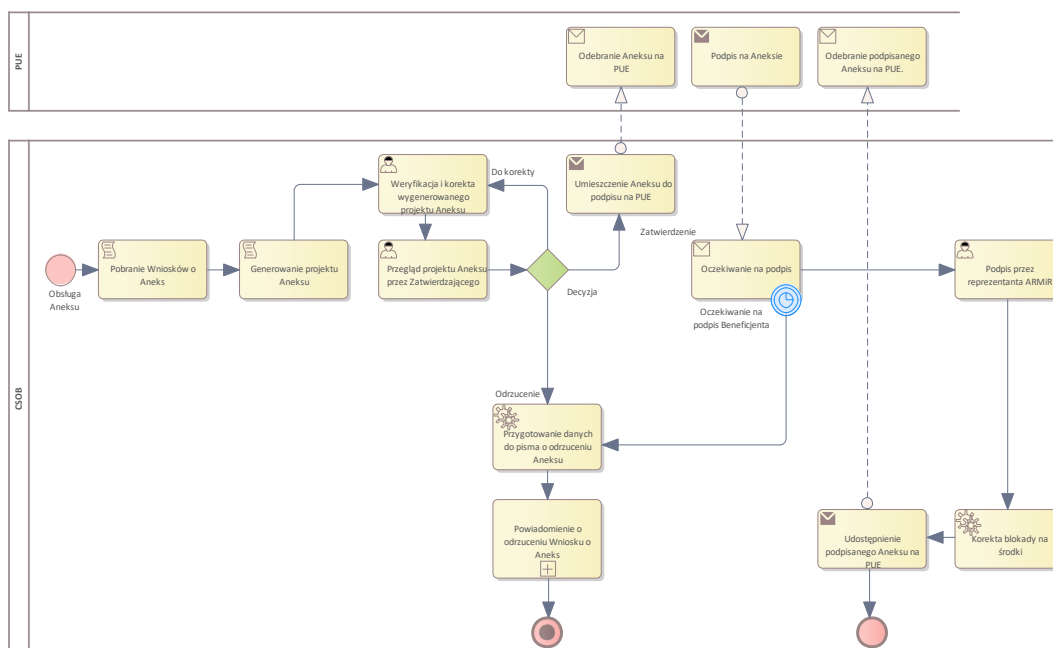 PUE
Odebranie Aneksu na
PUE
Podpis na Aneksie
Odebranie podpisanego
Aneksu na PUE.
CSOB
Weryfikacja i korekta
wygenerowanego
projektu Aneksu
Do korekty
Umieszczenie Aneksu do
podpisu na PUE
Zatwierdzenie
Obsługa
Aneksu
Pobranie Wniosków o
Aneks
Generowanie projektu
Aneksu
Przegląd projektu Aneksu
przez Zatwierdzającego
Decyzja
Oczekiwanie na podpis
Oczekiwanie na
podpis Beneficjenta
Podpis przez
reprezentanta ARMiR
Odrzucenie
Przygotowanie danych
do pisma o odrzuceniu
Aneksu
Powiadomienie o
odrzuceniu Wniosku o
Aneks
Udostępnienie
podpisanego Aneksu na
PUE
Korekta blokady na
środki